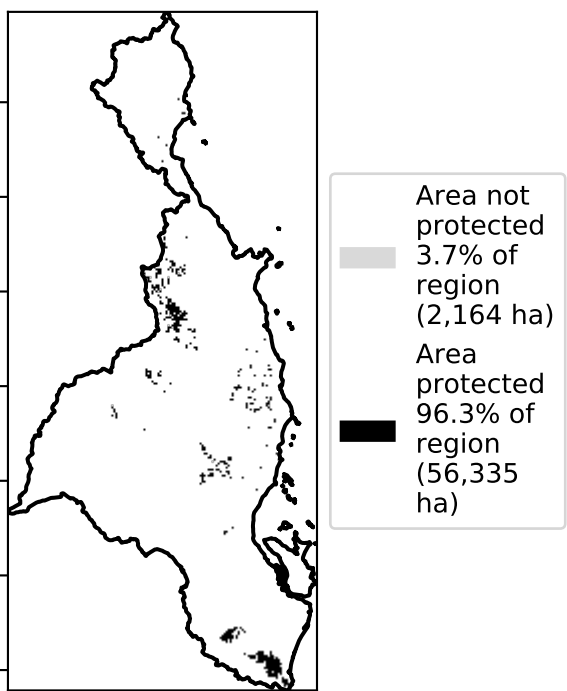 Area not
protected
3.7% of
region
(2,164 ha)
Area
protected
96.3% of
region
(56,335
ha)